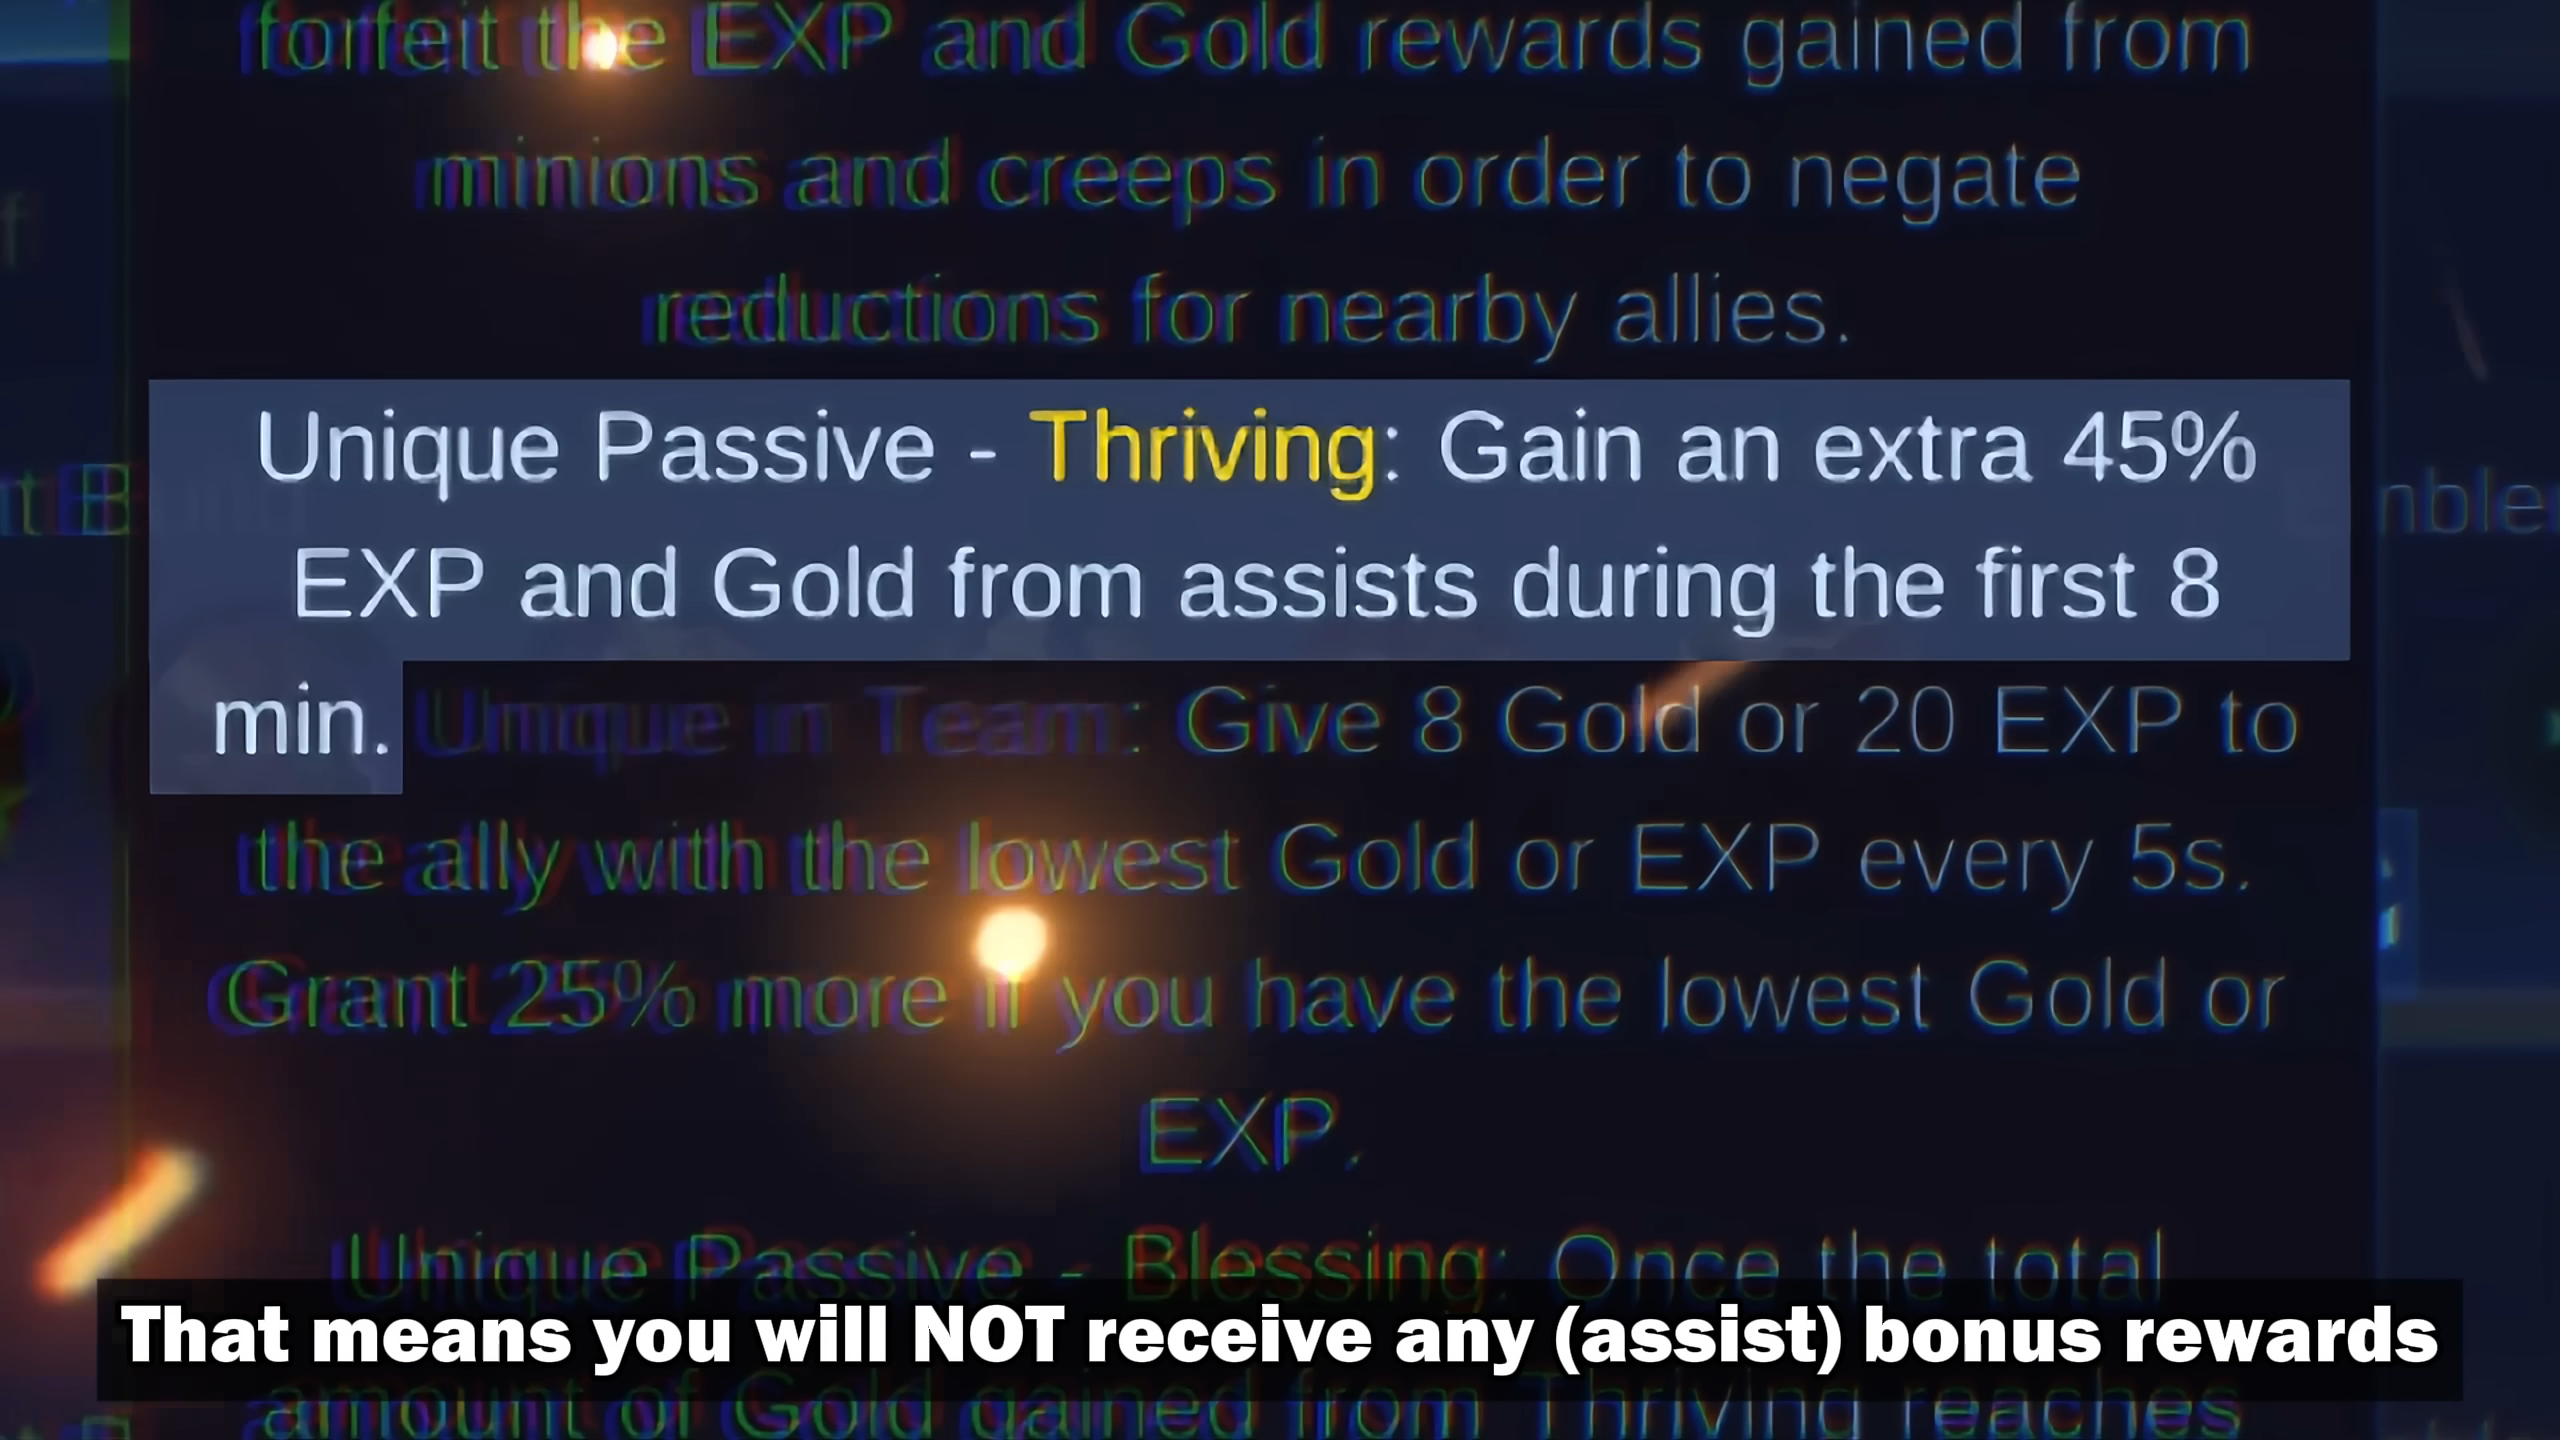 forfeit the EXP and Gold rewards gained from
minions and creeps in order to negate
reductions for nearby allies.
Unique Passive - Thriving: Gain an extra 45%
EXP and Gold from assists during the first 8
min. Unique in Team: Give 8 Gold or 20 EXP to
the ally with the lowest Gold or EXP every 5s.
Grant 25% more if you have the lowest Gold or
EXP.
Unique Passive - Blessing: Once the total
That means you will NOT receive any (assist) bonus rewards
amount of Gold gained from Thriving reaches